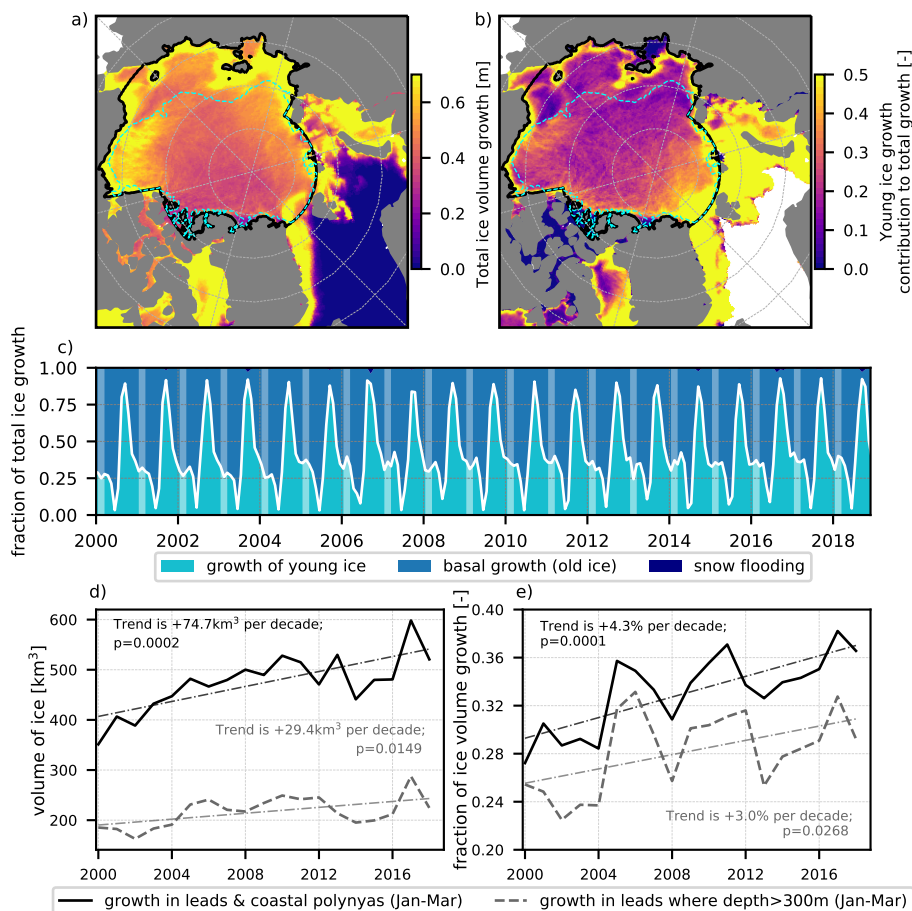 a)
b)
0.6
0.4
0.2
0.0
Total ice volume growth [m]
0.5
0.4
0.3
0.2
0.1
0.0
Young ice growth
contribution to total growth [-]
c)
fraction of total ice growth
1.00
0.75
0.50
0.25
0.00
2000 2002 2004 2006 2008 2010 2012 2014 2016 2018
growth of young ice basal growth (old ice) snow flooding
d)
volume of ice [km³]
600
500
400
300
200
Trend is +74.7km³ per decade;
p=0.0002
Trend is +29.4km³ per decade;
p=0.0149
2000 2004 2008 2012 2016
e)
fraction of ice volume growth [-]
0.40
0.36
0.32
0.28
0.24
0.20
Trend is +4.3% per decade;
p=0.0001
Trend is +3.0% per decade;
p=0.0268
2000 2004 2008 2012 2016
growth in leads & coastal polynyas (Jan-Mar) growth in leads where depth>300m (Jan-Mar)